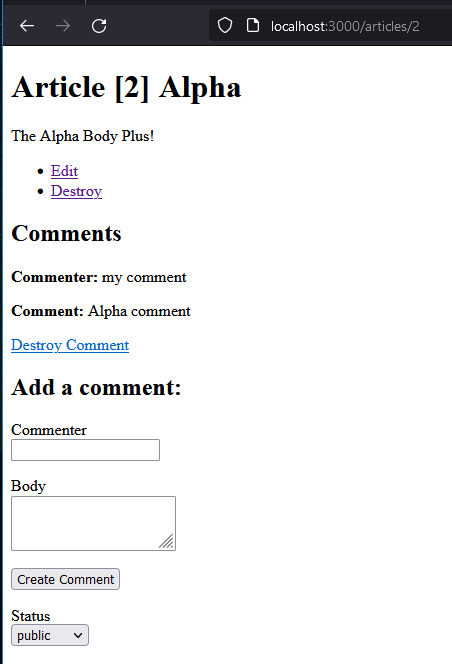 localhost:3000/articles/2
Article [2] Alpha
The Alpha Body Plus!
Edit
Destroy
Comments
Commenter: my comment
Comment: Alpha comment
Destroy Comment
Add a comment:
Commenter
Body
Create Comment
Status
public